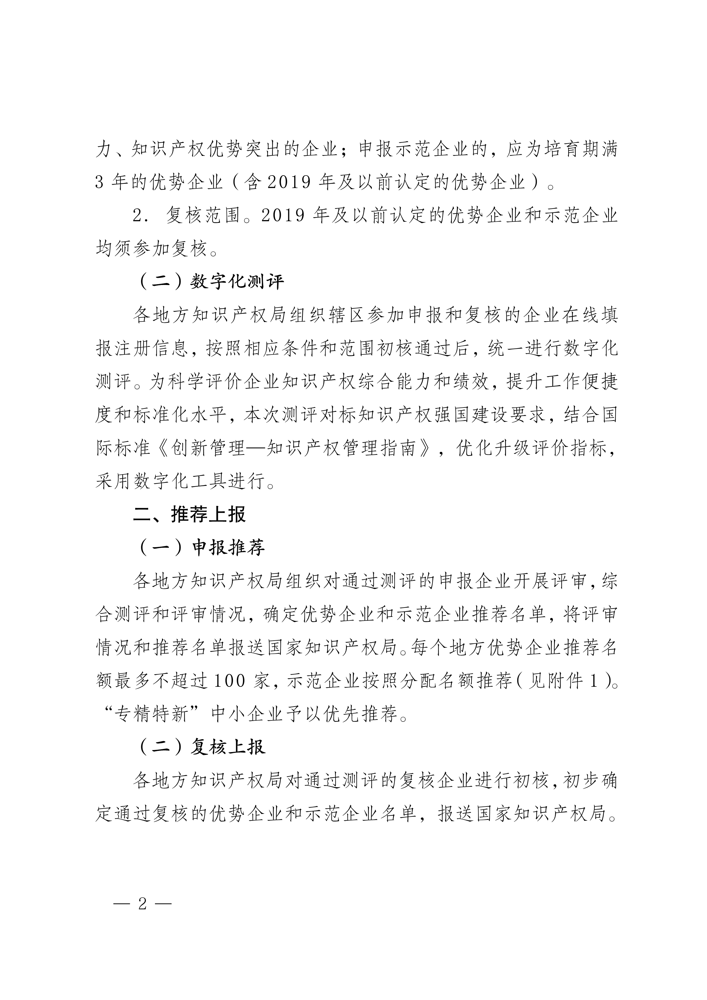 力、知识产权优势突出的企业；申报示范企业的，应为培育期满
3 年的优势企业（含 2019 年及以前认定的优势企业）。
2. 复核范围。2019 年及以前认定的优势企业和示范企业
均须参加复核。
（二）数字化测评
各地方知识产权局组织辖区参加申报和复核的企业在线填
报注册信息，按照相应条件和范围初核通过后，统一进行数字化
测评。为科学评价企业知识产权综合能力和绩效，提升工作便捷
度和标准化水平，本次测评对标知识产权强国建设要求，结合国
际标准《创新管理—知识产权管理指南》，优化升级评价指标，
采用数字化工具进行。
二、推荐上报
（一）申报推荐
各地方知识产权局组织对通过测评的申报企业开展评审，综
合测评和评审情况，确定优势企业和示范企业推荐名单，将评审
情况和推荐名单报送国家知识产权局。每个地方优势企业推荐名
额最多不超过 100 家，示范企业按照分配名额推荐（见附件 1）。
“专精特新”中小企业予以优先推荐。
（二）复核上报
各地方知识产权局对通过测评的复核企业进行初核，初步确
定通过复核的优势企业和示范企业名单，报送国家知识产权局。
— 2 —